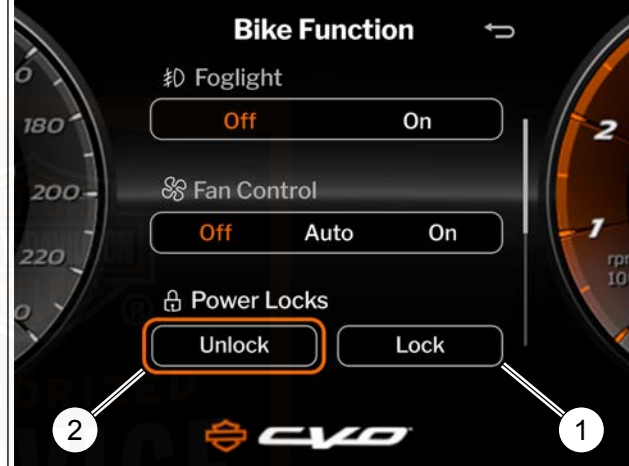 Bike Function
Foglight
Off On
180
2
200
Fan Control
Off Auto On
1
220
Power Locks
Unlock Lock
2
1
CVO